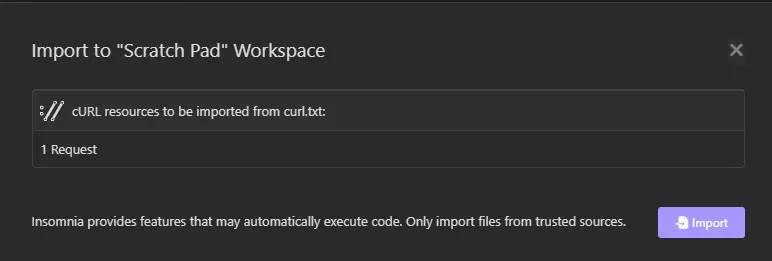 Import to "Scratch Pad" Workspace
cURL resources to be imported from curl.txt:
1 Request
Insomnia provides features that may automatically execute code. Only import files from trusted sources.
Import